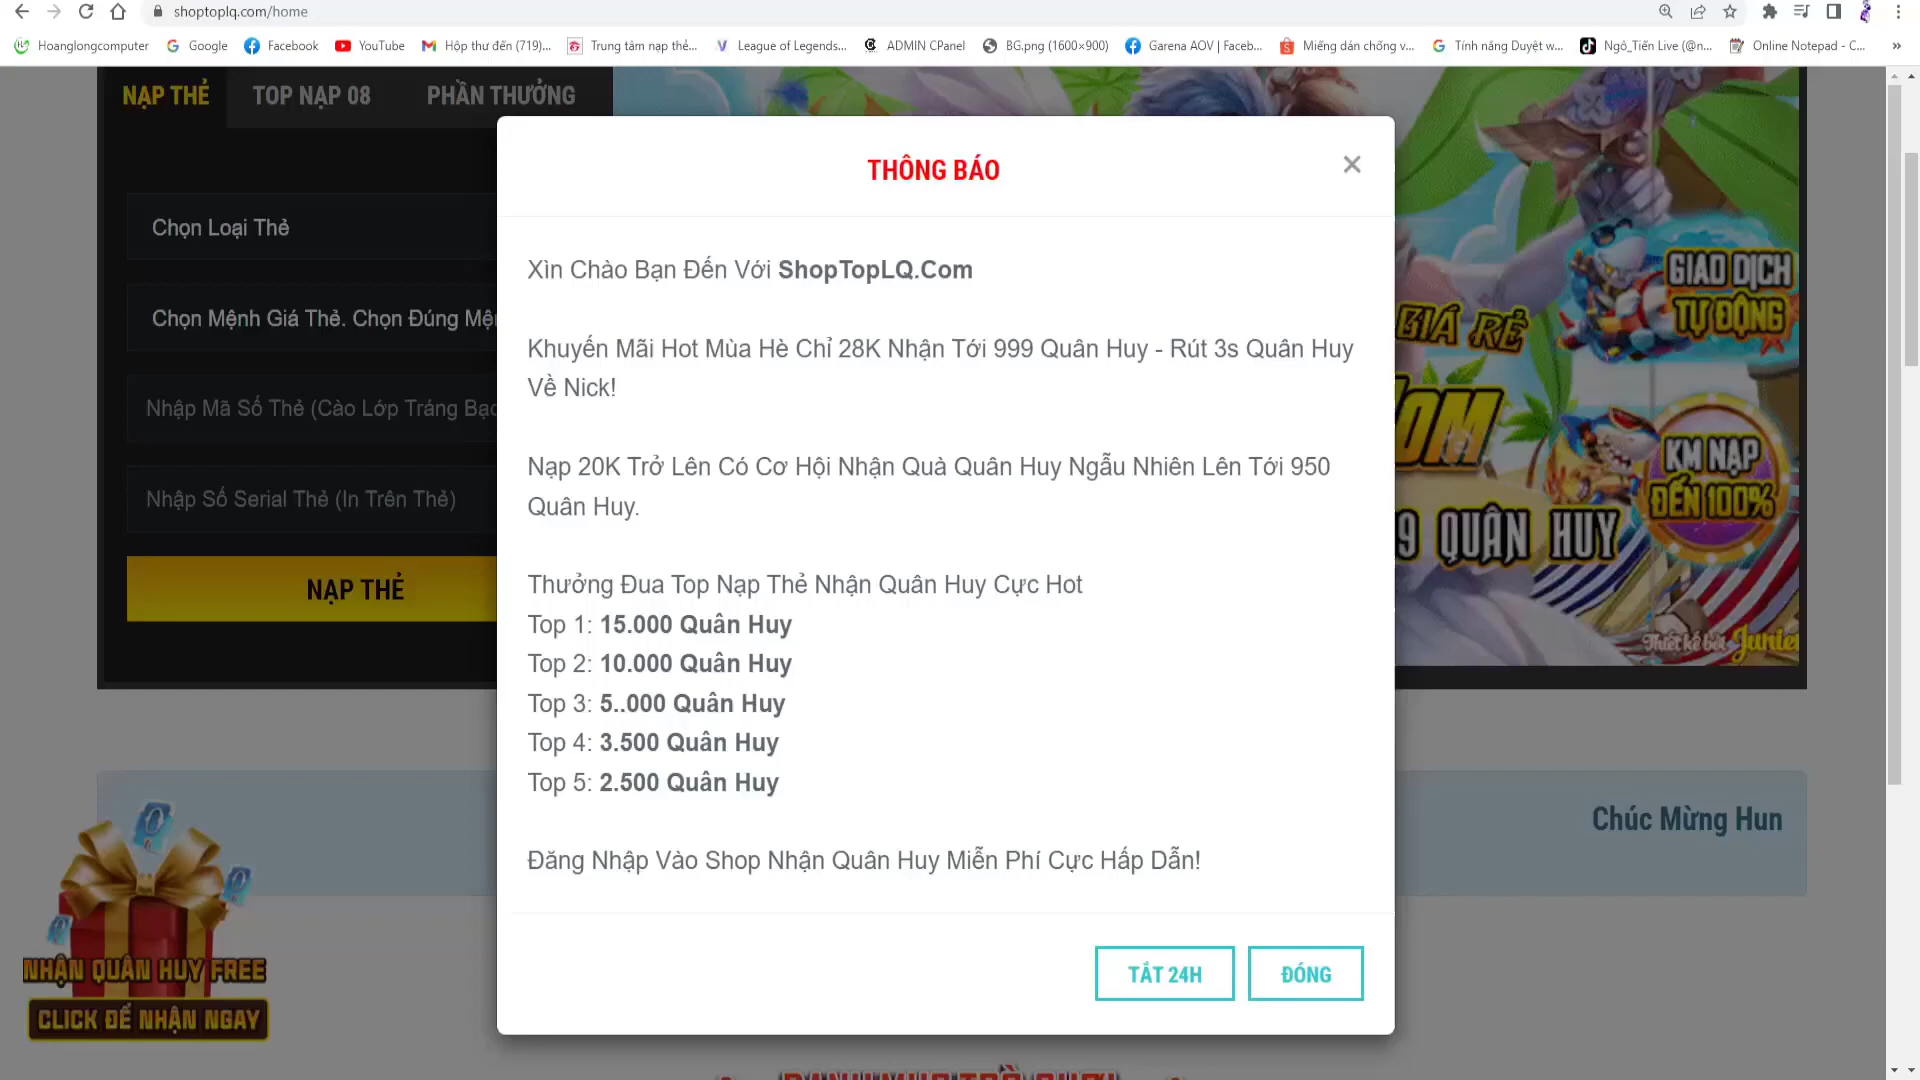 shoptoplq.com/home
Hoanglongcomputer Google Facebook YouTube Hộp thư đến (719)... Trung tâm nạp thẻ... League of Legends... ADMIN CPanel BG.png (1600×900) Garena AOV | Faceb... Miếng dán chống v... Tính năng Duyệt w... Ngô_Tiến Live (@n... Online Notepad - C... »
NẠP THẺ TOP NẠP 08 PHẦN THƯỞNG
THÔNG BÁO ×
Chọn Loại Thẻ
Xìn Chào Bạn Đến Với ShopTopLQ.Com
GIAO DỊCH
TỰ ĐỘNG
Chọn Mệnh Giá Thẻ. Chọn Đúng Mện
GIÁ RẺ
Khuyến Mãi Hot Mùa Hè Chỉ 28K Nhận Tới 999 Quân Huy - Rút 3s Quân Huy
Về Nick!
Nhập Mã Số Thẻ (Cào Lớp Tráng Bạc
OM
KM NẠP
ĐẾN 100%
Nạp 20K Trở Lên Có Cơ Hội Nhận Quà Quân Huy Ngẫu Nhiên Lên Tới 950
Quân Huy.
Nhập Số Serial Thẻ (In Trên Thẻ)
9 QUÂN HUY
NẠP THẺ
Thưởng Đua Top Nạp Thẻ Nhận Quân Huy Cực Hot
Top 1: 15.000 Quân Huy
Top 2: 10.000 Quân Huy
Top 3: 5..000 Quân Huy
Top 4: 3.500 Quân Huy
Top 5: 2.500 Quân Huy
Thiết kế bởi Junie
Chúc Mừng Hun
Đăng Nhập Vào Shop Nhận Quân Huy Miễn Phí Cực Hấp Dẫn!
NHẬN QUÂN HUY FREE
CLICK ĐỂ NHẬN NGAY
TẮT 24H ĐÓNG